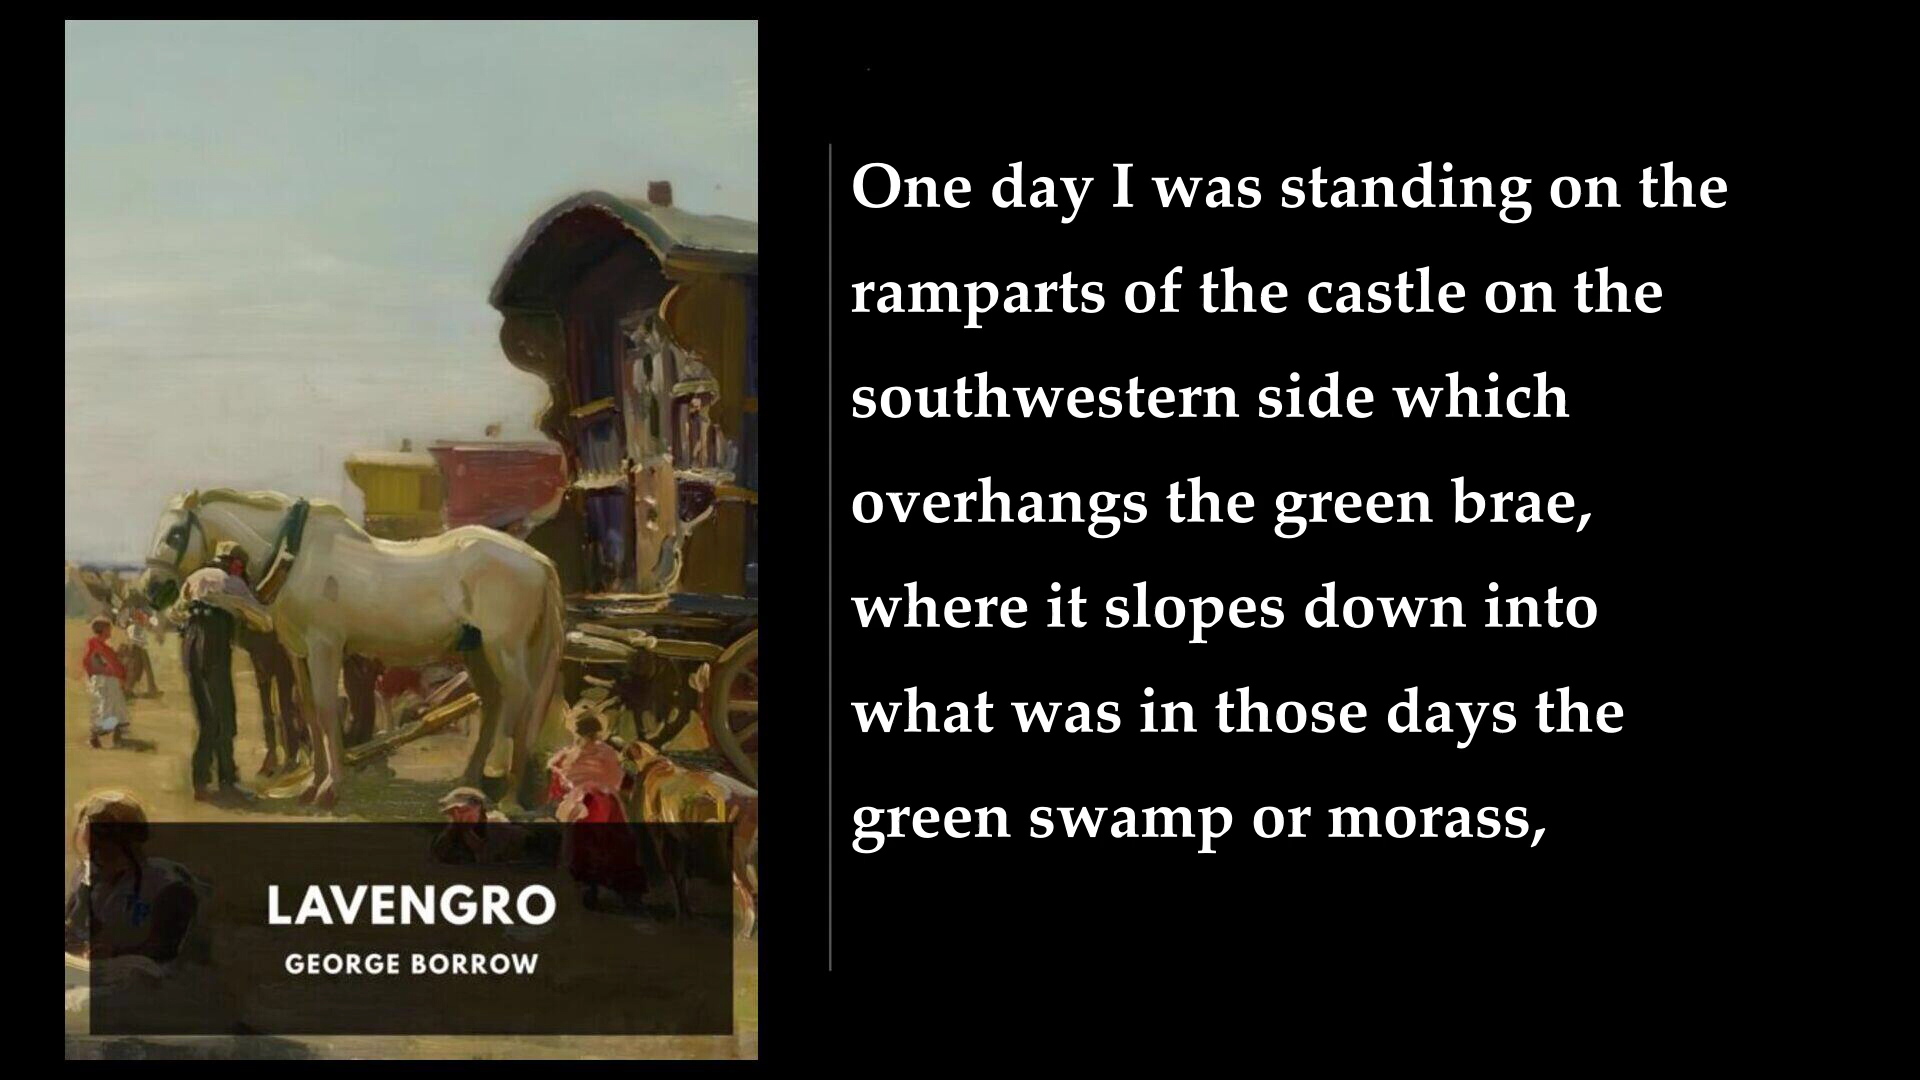 One day I was standing on the
ramparts of the castle on the
southwestern side which
overhangs the green brae,
where it slopes down into
what was in those days the
green swamp or morass,
LAVENGRO
GEORGE BORROW